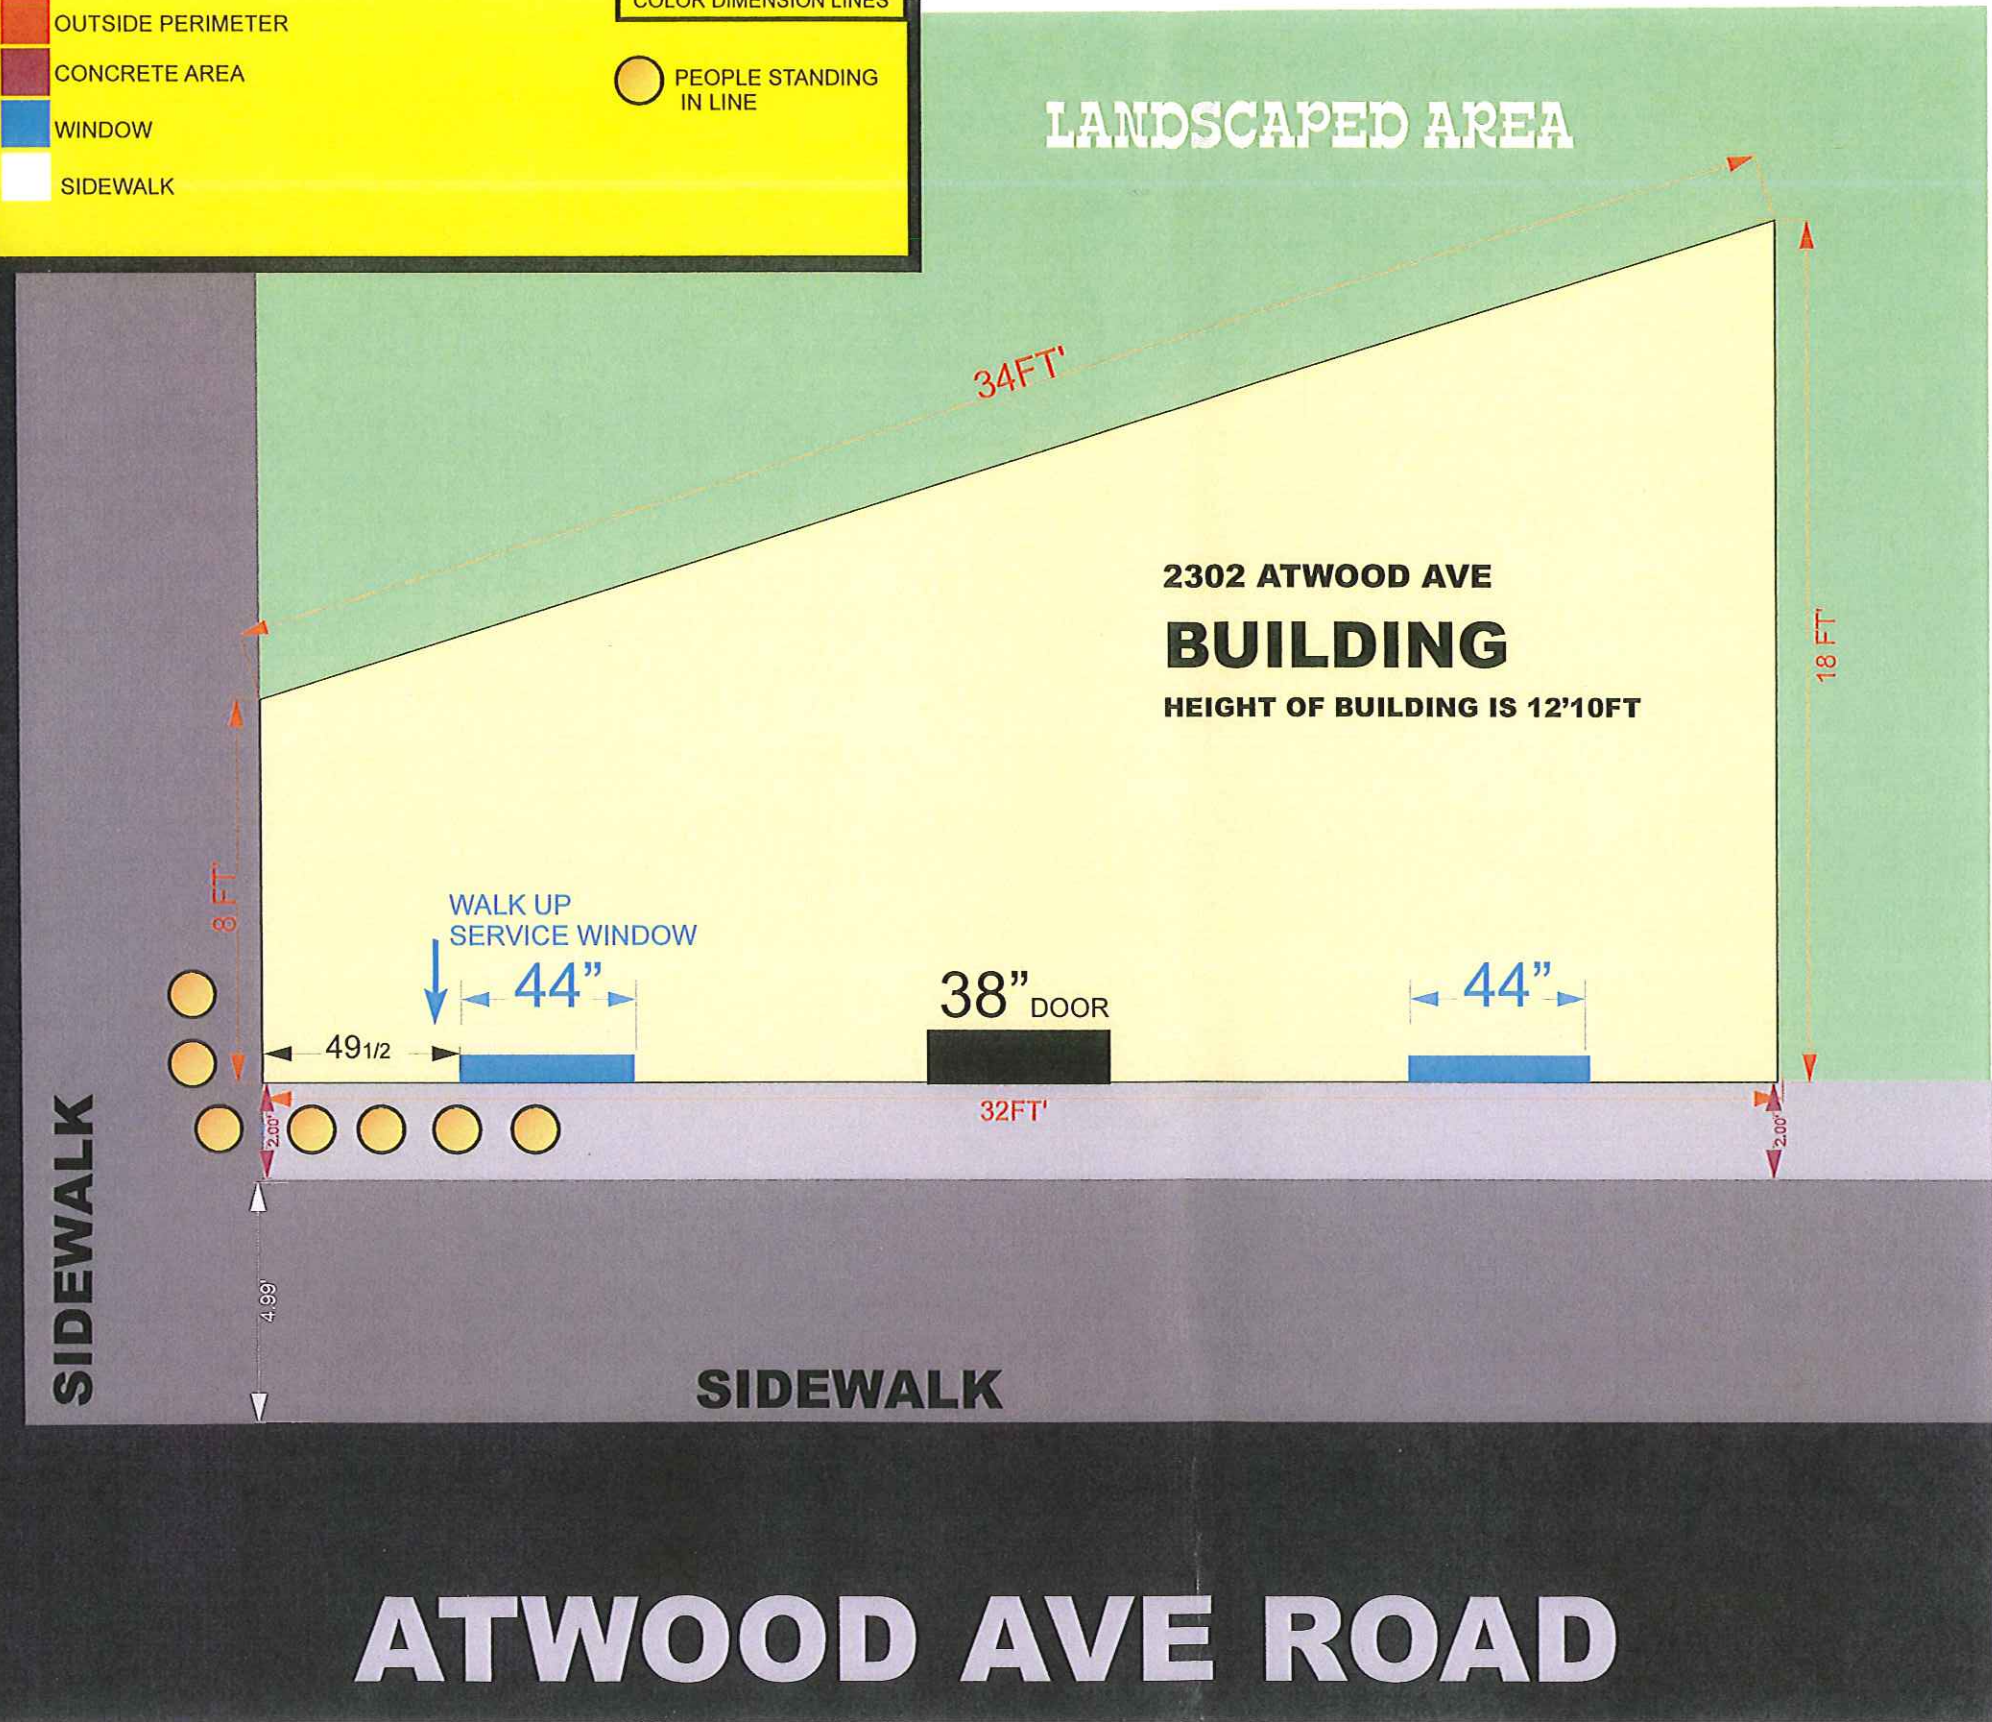 COLOR DIMENSION LINES
OUTSIDE PERIMETER
CONCRETE AREA
WINDOW
SIDEWALK
PEOPLE STANDING
IN LINE
LANDSCAPED AREA
34FT'
2302 ATWOOD AVE
BUILDING
HEIGHT OF BUILDING IS 12'10FT
18 FT'
8 FT'
WALK UP
SERVICE WINDOW
44”
38” DOOR
44”
49 1/2
32FT'
2.00'
2.00'
4.99'
SIDEWALK
SIDEWALK
ATWOOD AVE ROAD